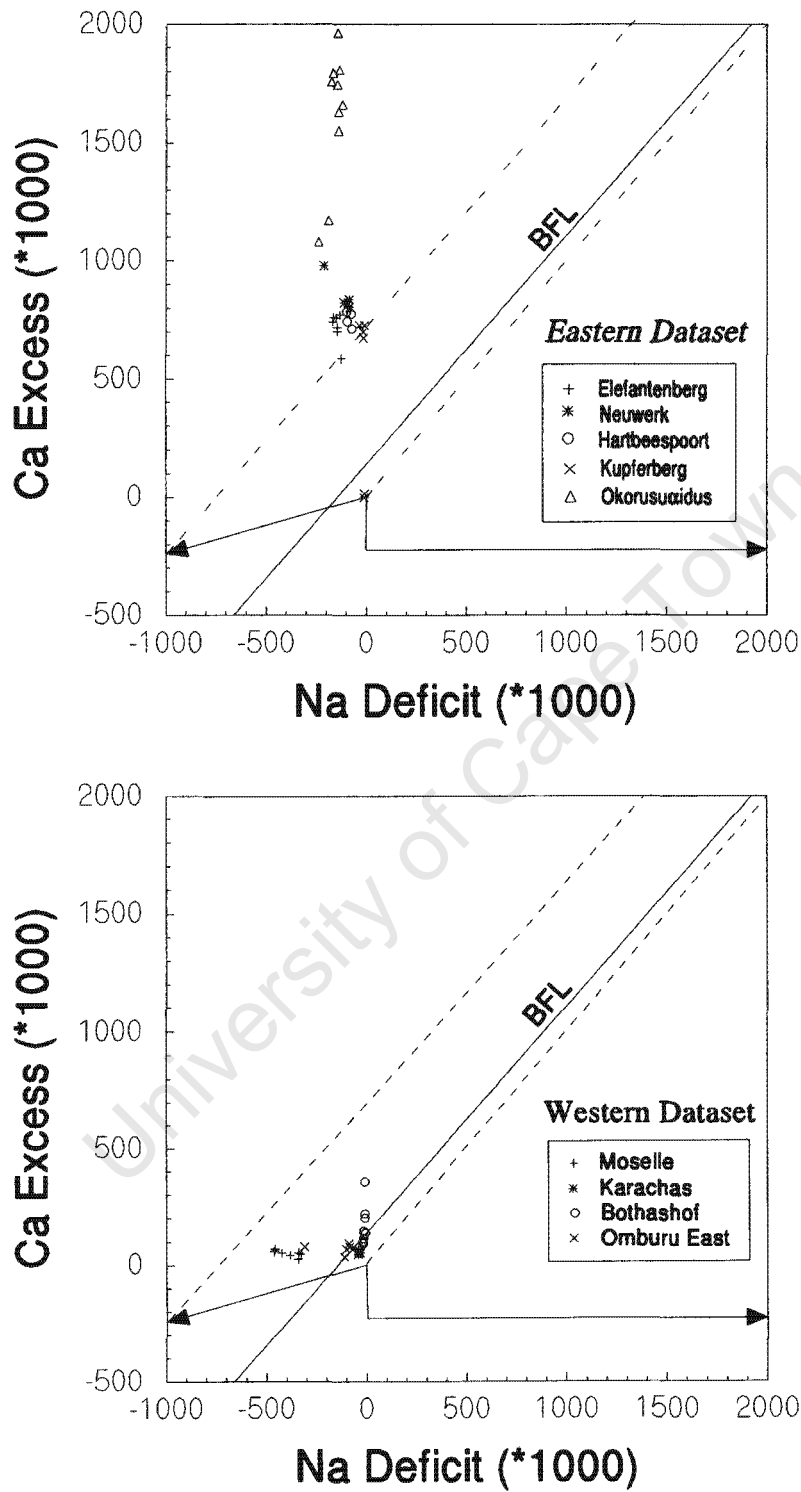 2000
1500
1000
500
0
-500
Ca Excess (*1000)
BFL
Eastern Dataset
Elefantenberg
Neuwerk
Hartbeespoort
Kupferberg
-1000 -500 0 500 1000 1500 2000
Na Deficit (*1000)
University of Cape Town
2000
1500
1000
500
0
-500
Ca Excess (*1000)
BFL
Western Dataset
Moselle
Karachas
Bothashof
Omburu East
-1000 -500 0 500 1000 1500 2000
Na Deficit (*1000)